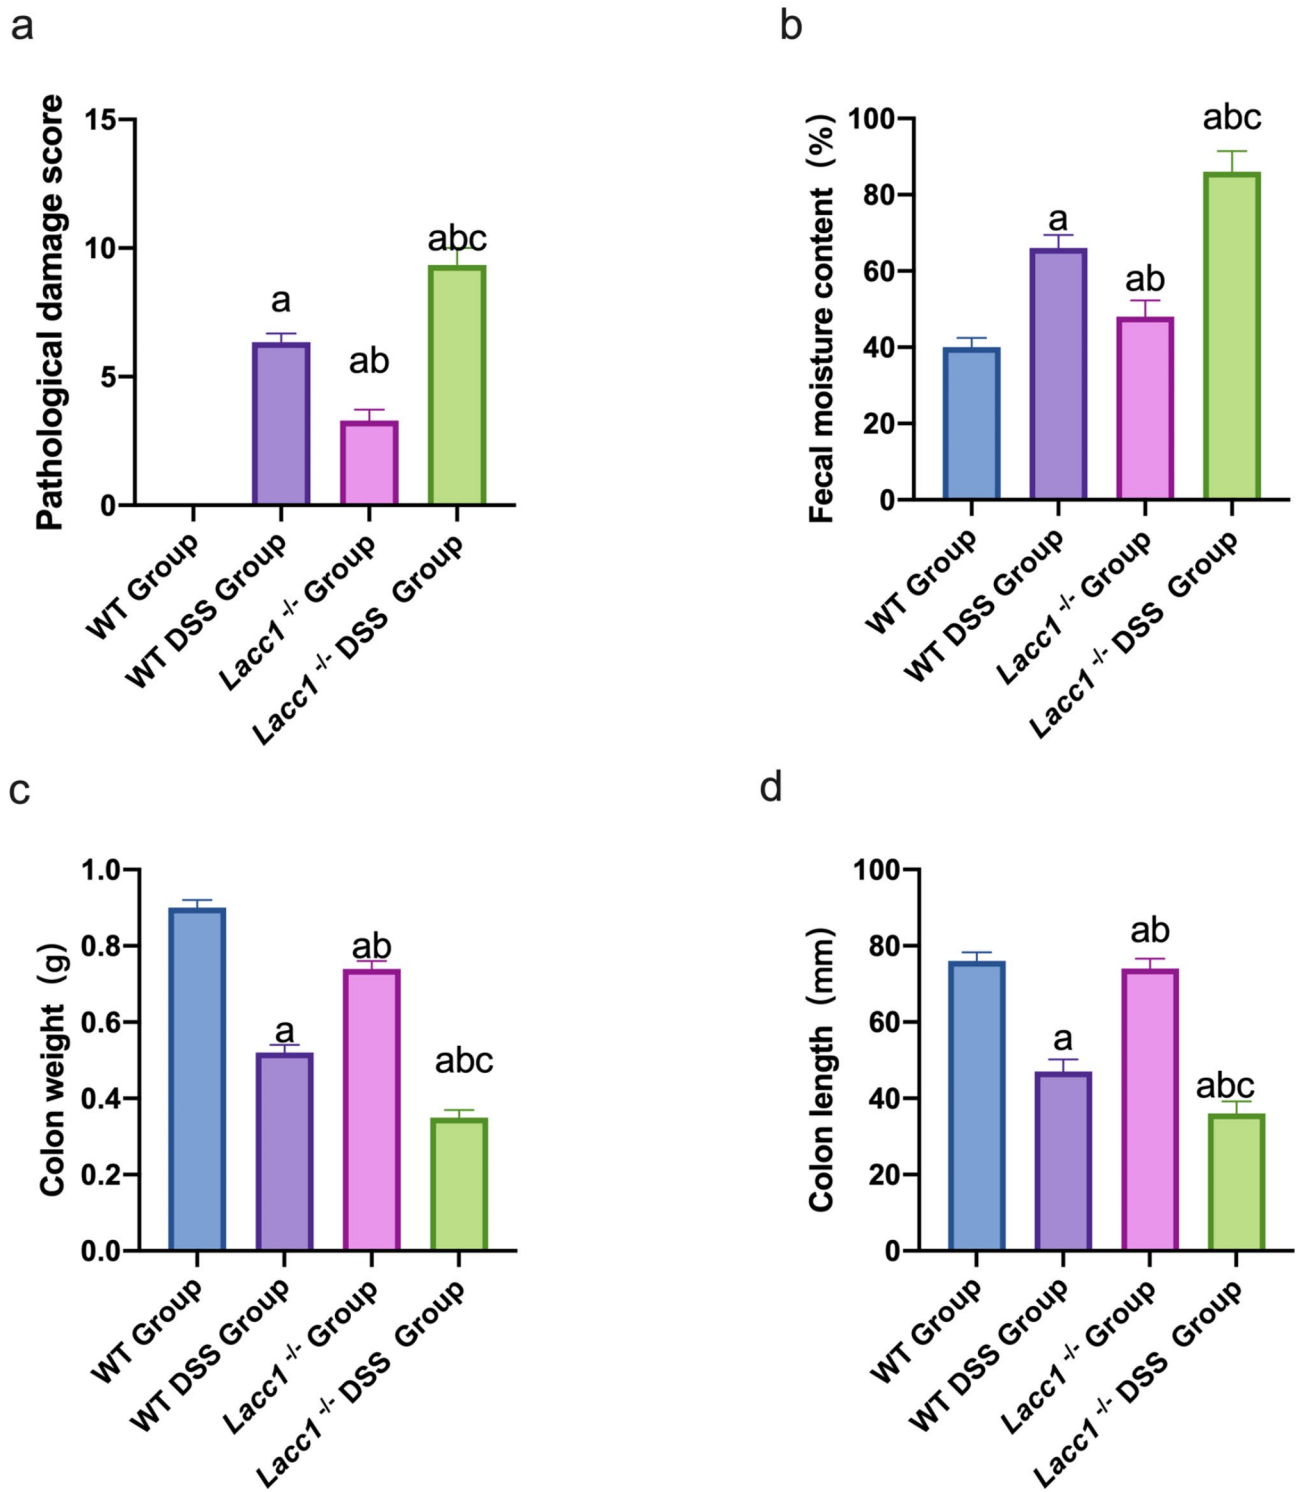 a
Pathological damage score
15
10
5
0
a
ab
abc
WT Group
WT DSS Group
Lacc1 -/- Group
Lacc1 -/- DSS Group
b
Fecal moisture content (%)
100
80
60
40
20
0
a
ab
abc
WT Group
WT DSS Group
Lacc1 -/- Group
Lacc1 -/- DSS Group
c
Colon weight (g)
1.0
0.8
0.6
0.4
0.2
0.0
a
ab
abc
WT Group
WT DSS Group
Lacc1 -/- Group
Lacc1 -/- DSS Group
d
Colon length (mm)
100
80
60
40
20
0
a
ab
abc
WT Group
WT DSS Group
Lacc1 -/- Group
Lacc1 -/- DSS Group